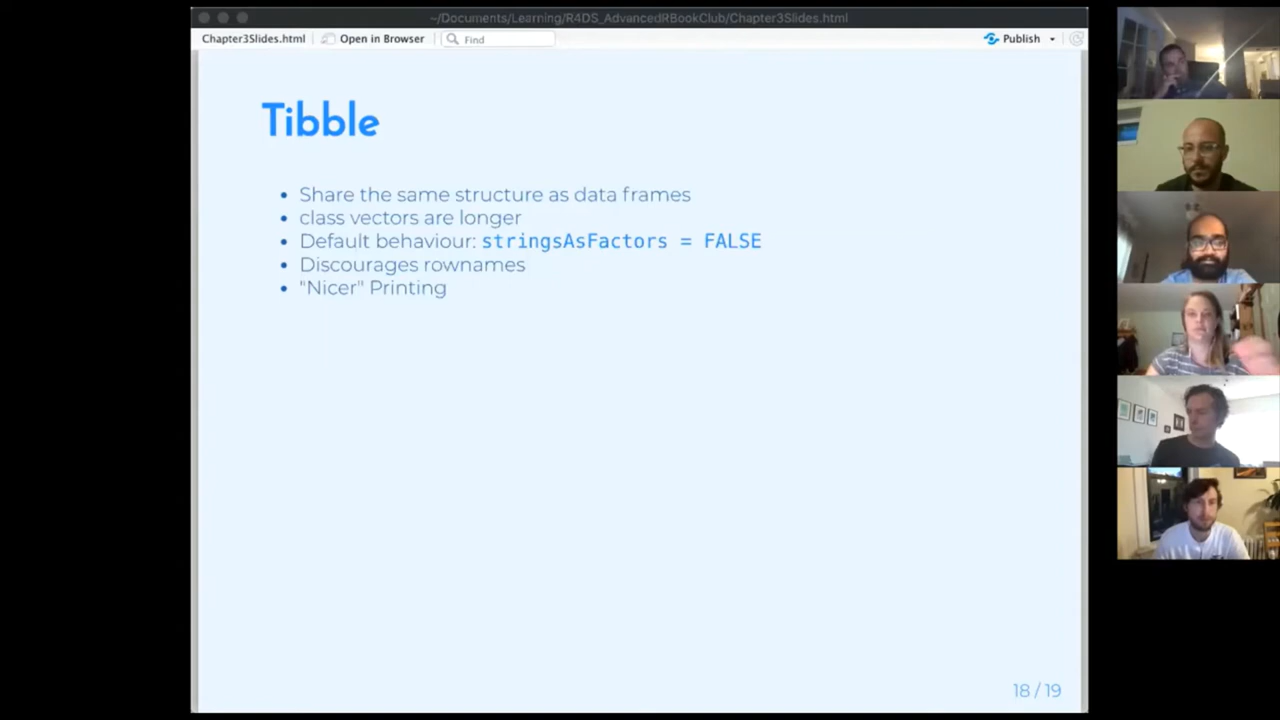 ~/Documents/Learning/R4DS_AdvancedRBookClub/Chapter3Slides.html
Chapter3Slides.html Open in Browser Find Publish
Tibble
• Share the same structure as data frames
• class vectors are longer
• Default behaviour: stringsAsFactors = FALSE
• Discourages rownames
• "Nicer" Printing
18 / 19